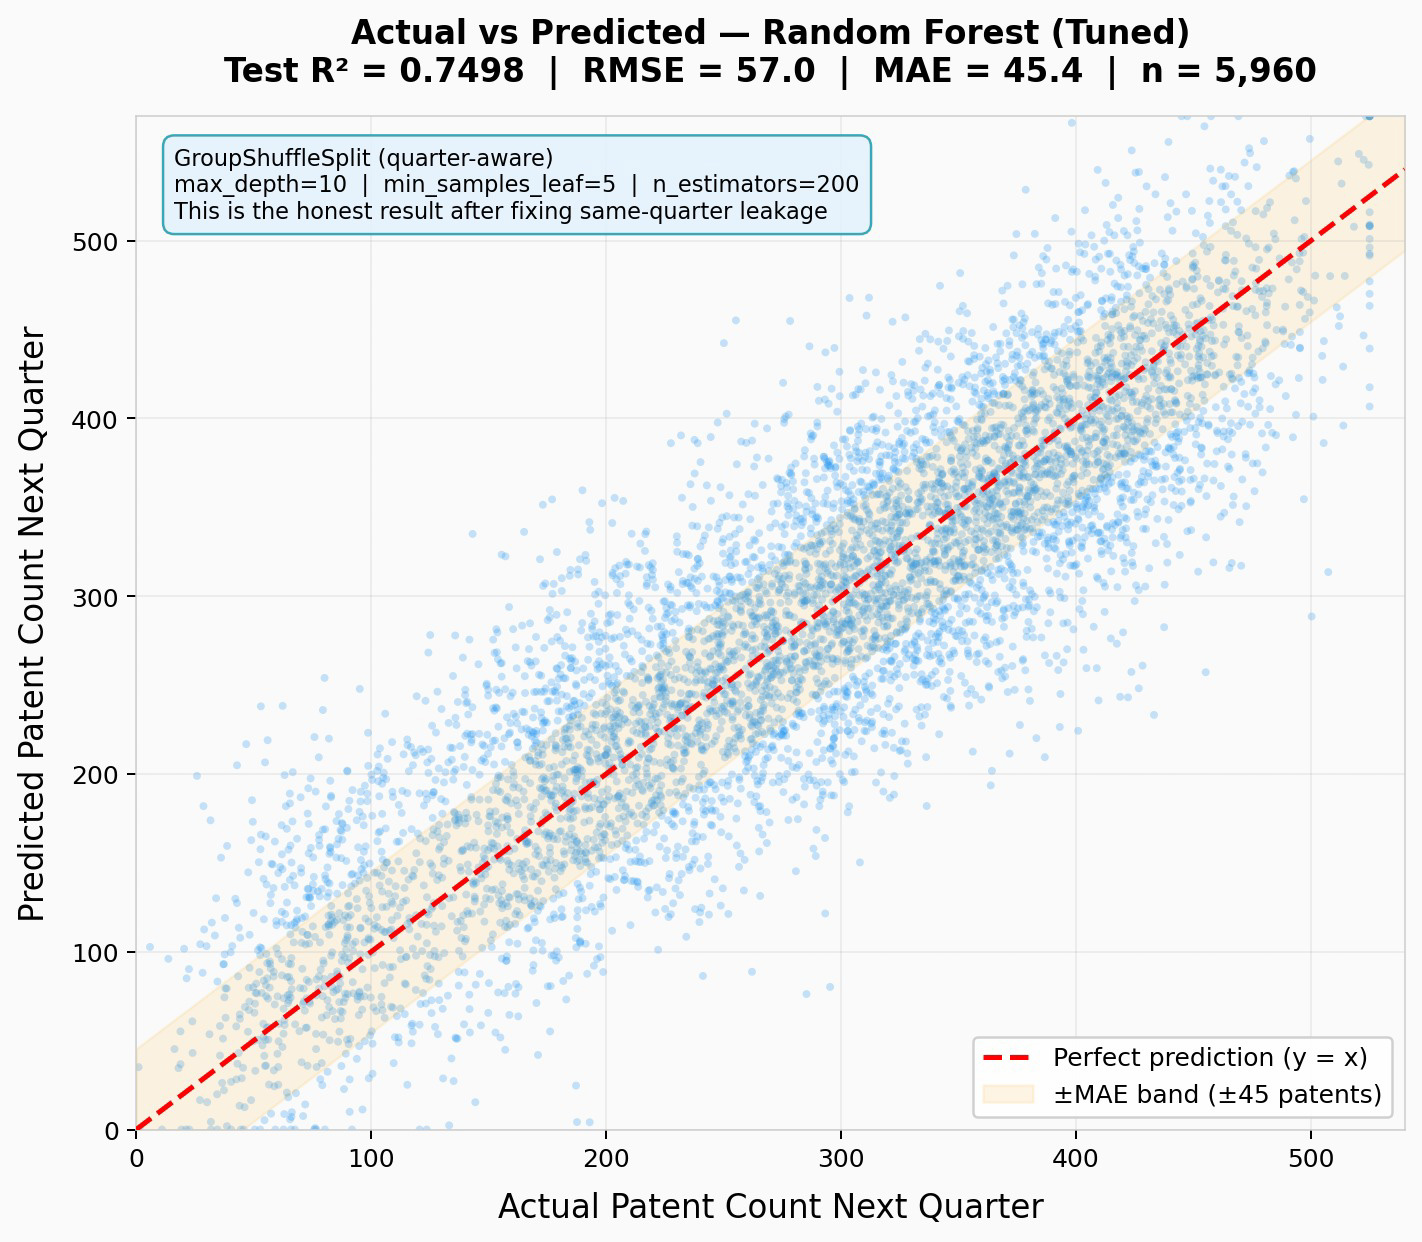 Actual vs Predicted — Random Forest (Tuned)
Test R² = 0.7498 | RMSE = 57.0 | MAE = 45.4 | n = 5,960
GroupShuffleSplit (quarter-aware)
max_depth=10 | min_samples_leaf=5 | n_estimators=200
This is the honest result after fixing same-quarter leakage
Predicted Patent Count Next Quarter
500
400
300
200
100
0
Perfect prediction (y = x)
±MAE band (±45 patents)
0 100 200 300 400 500
Actual Patent Count Next Quarter